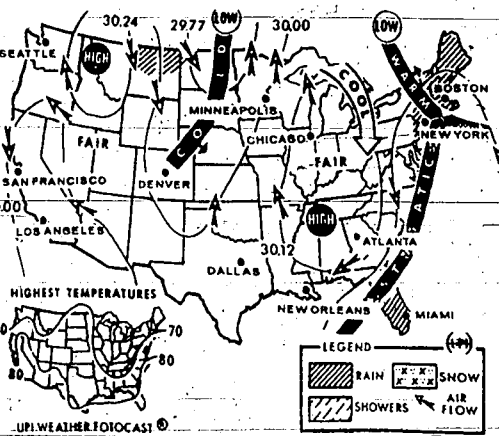 30.24
29.77
LOW
30.00
LOW
SEATTLE
HIGH
COLD
COOL
WARM
BOSTON
MINNEAPOLIS
NEW YORK
CHICAGO
FAIR
FAIR
DENVER
SAN FRANCISCO
STATIC
HIGH
LOS ANGELES
30.12
ATLANTA
DALLAS
NEW ORLEANS
MIAMI
HIGHEST TEMPERATURES
70
80
80
LEGEND
RAIN
SNOW
SHOWERS
AIR
FLOW
UPI WEATHER FOTOCAST ®